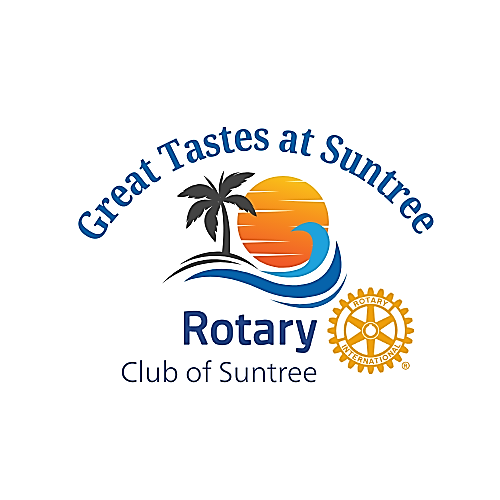 Great Tastes at Suntree
Rotary
Club of Suntree
ROTARY
INTERNATIONAL
®